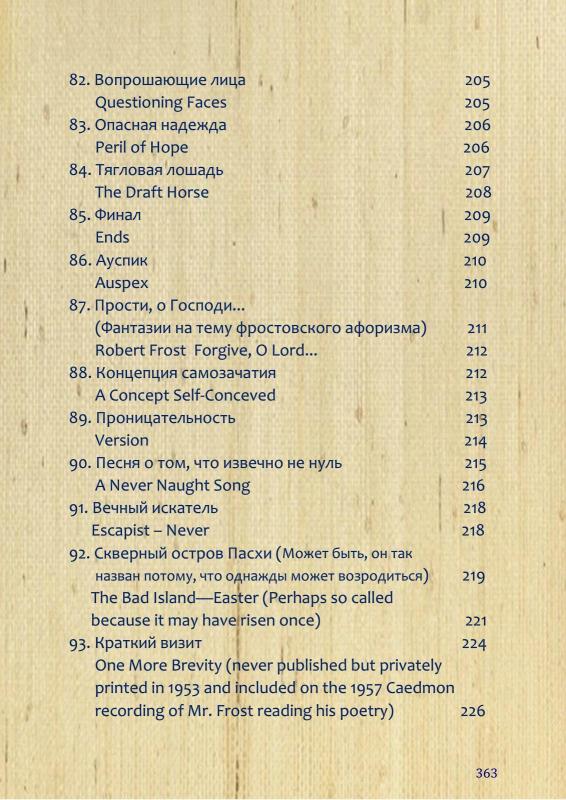 82. Вопрошающие лица 205
Questioning Faces 205
83. Опасная надежда 206
Peril of Hope 206
84. Тягловая лошадь 207
The Draft Horse 208
85. Финал 209
Ends 209
86. Ауспик 210
Auspex 210
87. Прости, о Господи...
(Фантазии на тему фростовского афоризма) 211
Robert Frost Forgive, O Lord... 212
88. Концепция самозачатия 212
A Concept Self-Conceved 213
89. Проницательность 213
Version 214
90. Песня о том, что извечно не нуль 215
A Never Naught Song 216
91. Вечный искатель 218
Escapist – Never 218
92. Скверный остров Пасхи (Может быть, он так
назван потому, что однажды может возродиться) 219
The Bad Island—Easter (Perhaps so called
because it may have risen once) 221
93. Краткий визит 224
One More Brevity (never published but privately
printed in 1953 and included on the 1957 Caedmon
recording of Mr. Frost reading his poetry) 226
363